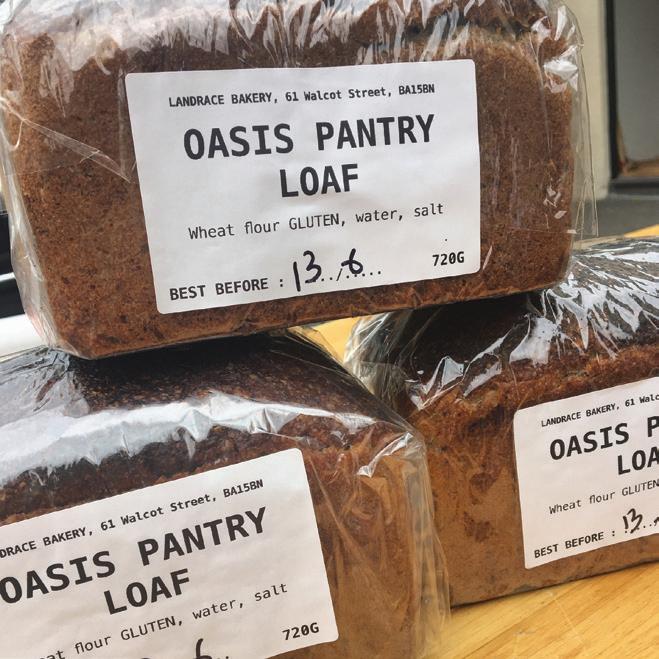 LANDRACE BAKERY, 61 Walcot Street, BA15BN
OASIS PANTRY
LOAF
Wheat flour GLUTEN, water, salt
BEST BEFORE : 13../6....
720G
DRACE BAKERY, 61 Walcot Street, BA15BN
OASIS PANTRY
LOAF
at flour GLUTEN, water, salt
720G
LANDRACE BAKERY, 61 Walc
OASIS P
LOA
Wheat flour GLUTEN
BEST BEFORE : 13..